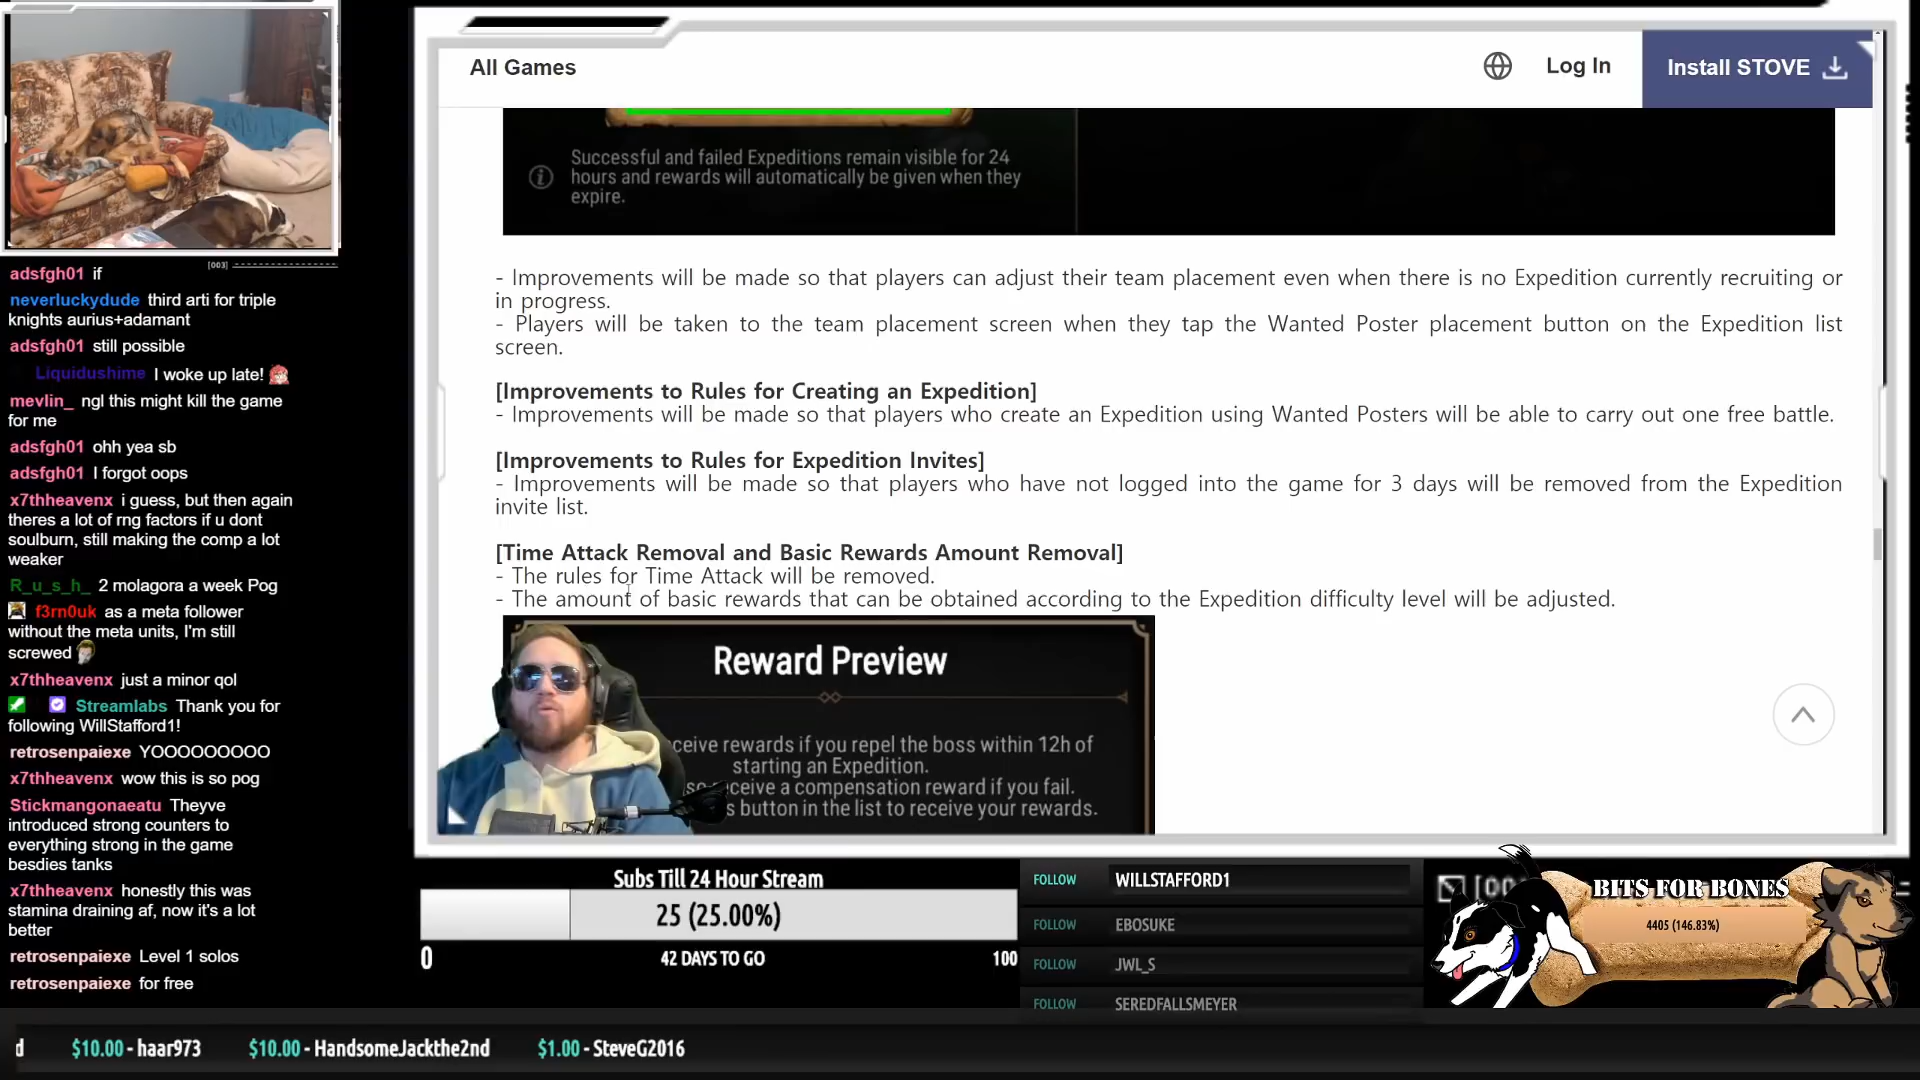 All Games
Log In
Install STOVE
Successful and failed Expeditions remain visible for 24
hours and rewards will automatically be given when they
expire.
- Improvements will be made so that players can adjust their team placement even when there is no Expedition currently recruiting or
in progress.
- Players will be taken to the team placement screen when they tap the Wanted Poster placement button on the Expedition list
screen.
[Improvements to Rules for Creating an Expedition]
- Improvements will be made so that players who create an Expedition using Wanted Posters will be able to carry out one free battle.
[Improvements to Rules for Expedition Invites]
- Improvements will be made so that players who have not logged into the game for 3 days will be removed from the Expedition
invite list.
[Time Attack Removal and Basic Rewards Amount Removal]
- The rules for Time Attack will be removed.
- The amount of basic rewards that can be obtained according to the Expedition difficulty level will be adjusted.
Reward Preview
ceive rewards if you repel the boss within 12h of
starting an Expedition.
receive a compensation reward if you fail.
s button in the list to receive your rewards.
[003]
adsfgh01 if
neverluckydude third arti for triple
knights aurius+adamant
adsfgh01 still possible
Liquidushime I woke up late!
mevlin_ ngl this might kill the game
for me
adsfgh01 ohh yea sb
adsfgh01 I forgot oops
x7thheavenx i guess, but then again
theres a lot of rng factors if u dont
soulburn, still making the comp a lot
weaker
R_u_s_h_ 2 molagora a week Pog
f3rn0uk as a meta follower
without the meta units, I'm still
screwed
x7thheavenx just a minor qol
Streamlabs Thank you for
following WillStafford1!
retrosenpaiexe YOOOOOOOOO
x7thheavenx wow this is so pog
Stickmangonaeatu Theyve
introduced strong counters to
everything strong in the game
besdies tanks
x7thheavenx honestly this was
stamina draining af, now it's a lot
better
retrosenpaiexe Level 1 solos
retrosenpaiexe for free
Subs Till 24 Hour Stream
25 (25.00%)
0
42 DAYS TO GO
100
FOLLOW WILLSTAFFORD1
FOLLOW EBOSUKE
FOLLOW JWL_S
FOLLOW SEREDFALLSMEYER
BITS FOR BONES
4405 (146.83%)
d $10.00 - haar973 $10.00 - HandsomeJackthe2nd $1.00 - SteveG2016